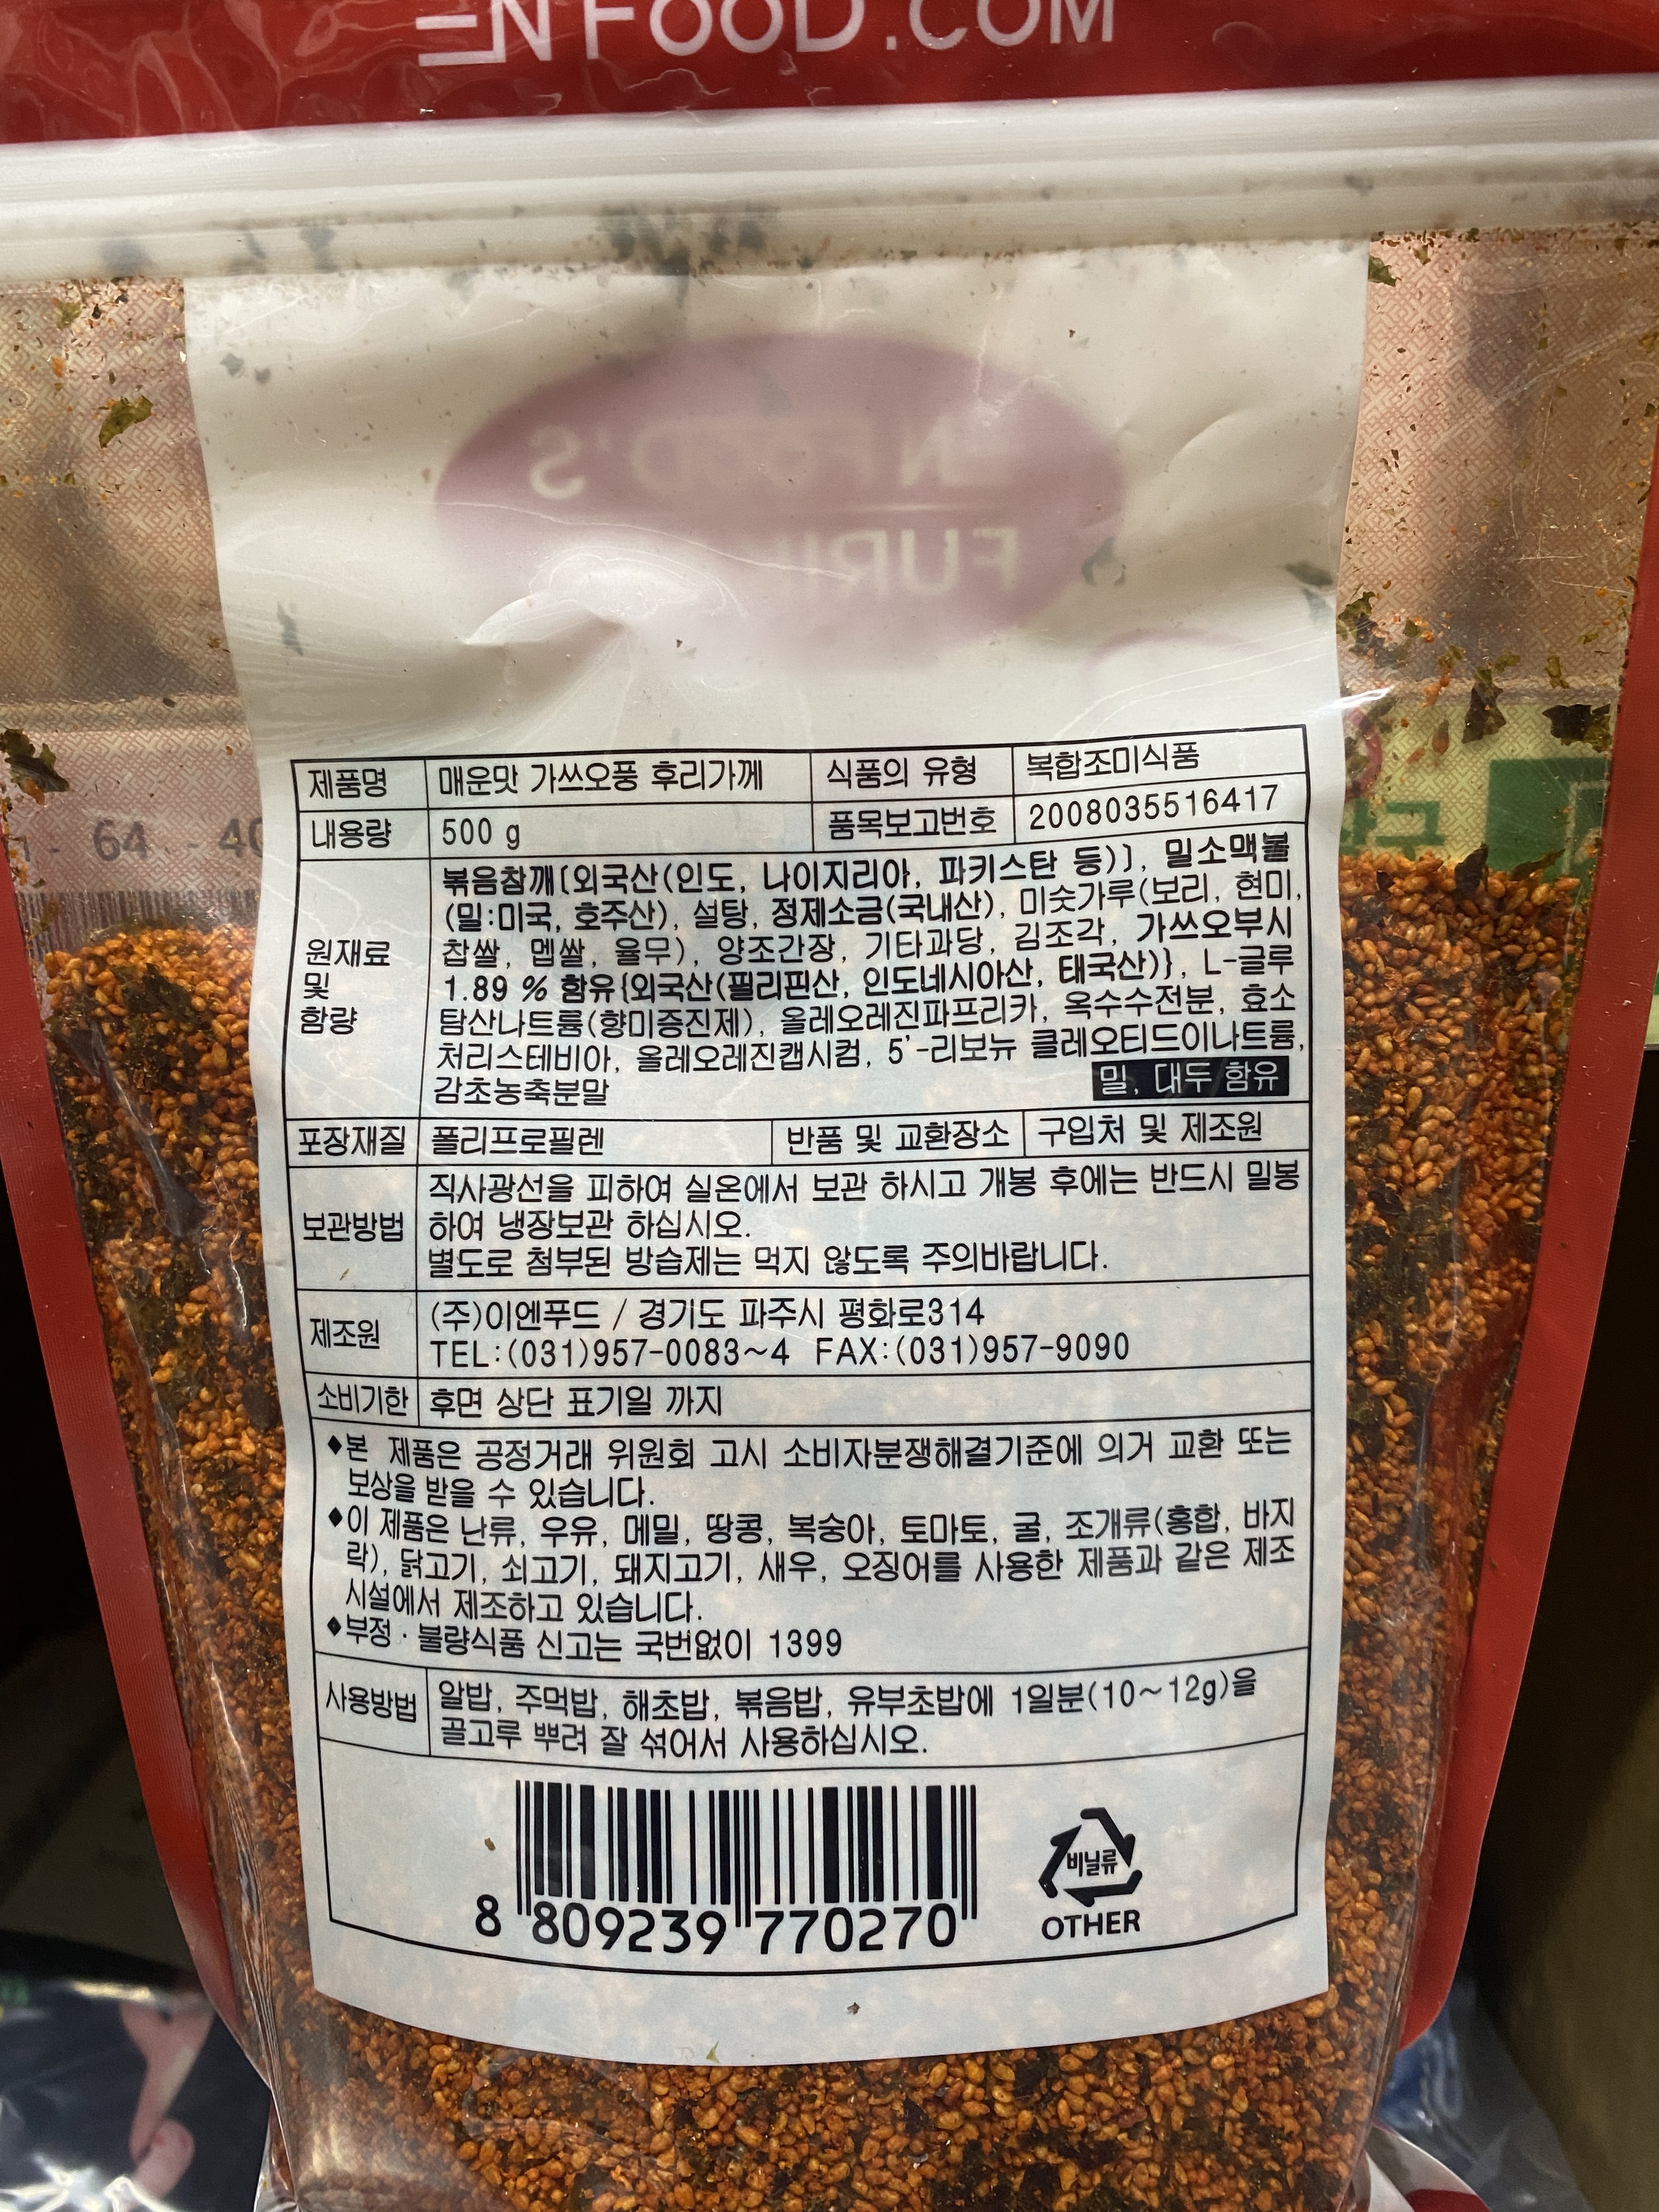 EN FOOD.COM
EN FOOD'S
제품명 매운맛 가쓰오풍 후리가께 식품의 유형 복합조미식품
내용량 500 g 품목보고번호 2008035516417
원재료 및 함량
볶음참깨[외국산(인도, 나이지리아, 파키스탄 등)], 밀소맥볼
(밀:미국, 호주산), 설탕, 정제소금(국내산), 미숫가루(보리, 현미,
찹쌀, 멥쌀, 율무), 양조간장, 기타과당, 김조각, 가쓰오부시
1.89 % 함유{외국산(필리핀산, 인도네시아산, 태국산)}, L-글루
탐산나트륨(향미증진제), 올레오레진파프리카, 옥수수전분, 효소
처리스테비아, 올레오레진캡시컴, 5'-리보뉴 클레오티드이나트륨,
감초농축분말 밀, 대두 함유
포장재질 폴리프로필렌 반품 및 교환장소 구입처 및 제조원
보관방법
직사광선을 피하여 실온에서 보관 하시고 개봉 후에는 반드시 밀봉
하여 냉장보관 하십시오.
별도로 첨부된 방습제는 먹지 않도록 주의바랍니다.
제조원
(주)이엔푸드 / 경기도 파주시 평화로314
TEL:(031)957-0083~4 FAX:(031)957-9090
소비기한 후면 상단 표기일 까지
◆본 제품은 공정거래 위원회 고시 소비자분쟁해결기준에 의거 교환 또는
보상을 받을 수 있습니다.
◆이 제품은 난류, 우유, 메밀, 땅콩, 복숭아, 토마토, 굴, 조개류(홍합, 바지
락), 닭고기, 쇠고기, 돼지고기, 새우, 오징어를 사용한 제품과 같은 제조
시설에서 제조하고 있습니다.
◆부정·불량식품 신고는 국번없이 1399
사용방법
알밥, 주먹밥, 해초밥, 볶음밥, 유부초밥에 1일분(10~12g)을
골고루 뿌려 잘 섞어서 사용하십시오.
8 809239 770270
비닐류
OTHER